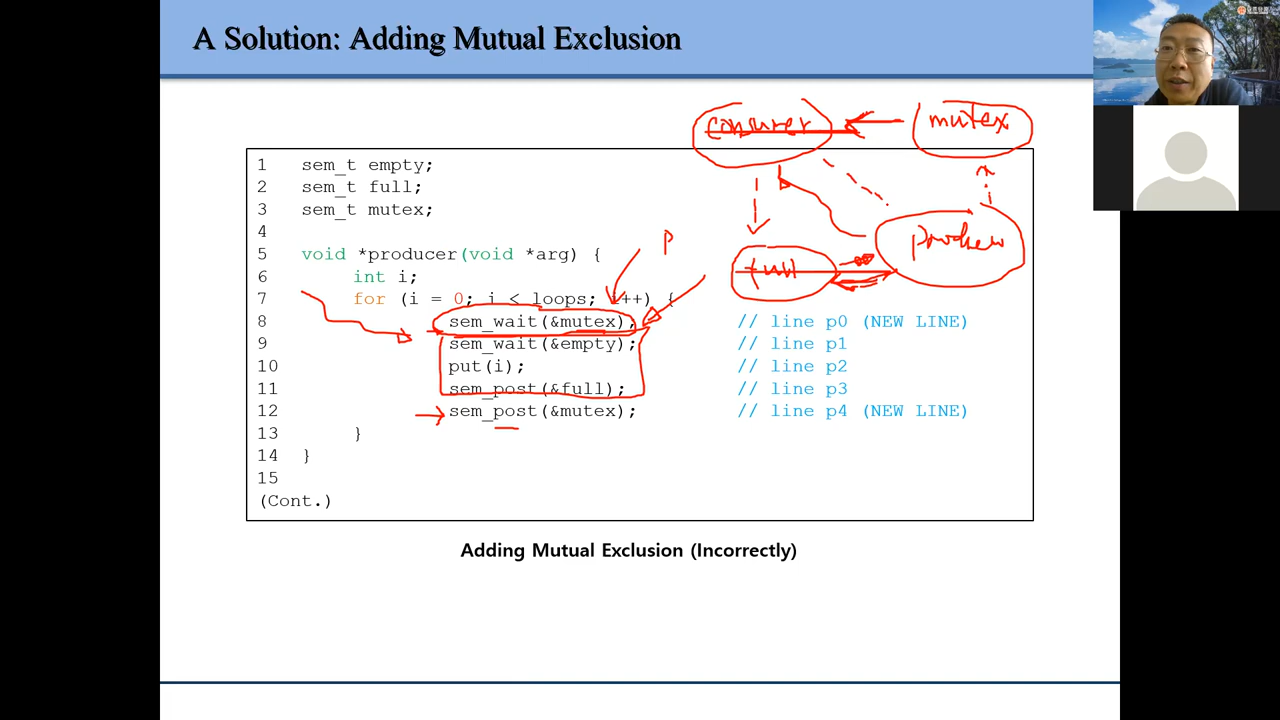 A Solution: Adding Mutual Exclusion
consumer
mutex
1 sem_t empty;
2 sem_t full;
3 sem_t mutex;
4
P
5 void *producer(void *arg) {
full
6 int i;
7 for (i = 0; i < loops; i++) {
8 sem_wait(&mutex); // line p0 (NEW LINE)
9 sem_wait(&empty); // line p1
10 put(i); // line p2
11 sem_post(&full); // line p3
12 sem_post(&mutex); // line p4 (NEW LINE)
13 }
14 }
15
(Cont.)
Adding Mutual Exclusion (Incorrectly)